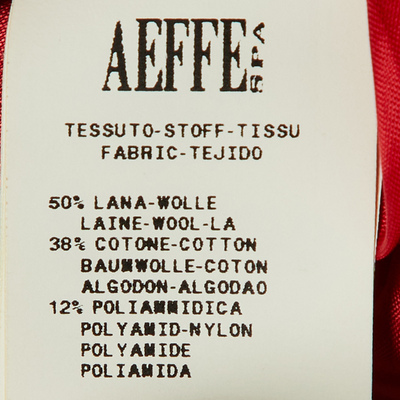 AEFFE SPA
TESSUTO-STOFF-TISSU
FABRIC-TEJIDO
50% LANA-WOLLE
LAINE-WOOL-LA
38% COTONE-COTTON
BAUMWOLLE-COTON
ALGODON-ALGODAO
12% POLIAMMIDICA
POLYAMID-NYLON
POLYAMIDE
POLIAMIDA